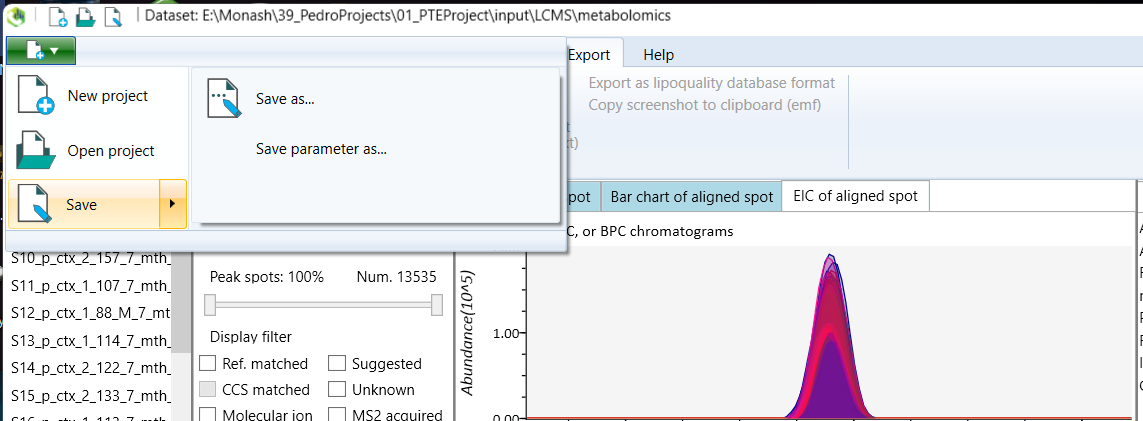 Dataset: E:\Monash\39_PedroProjects\01_PTEProject\input\LCMS\metabolomics
Export Help
New project
Open project
Save
Save as...
Save parameter as...
Export as lipoquality database format
Copy screenshot to clipboard (emf)
Bar chart of aligned spot
EIC of aligned spot
C, or BPC chromatograms
S10_p_ctx_2_157_7_mth_
S11_p_ctx_1_107_7_mth_
S12_p_ctx_1_88_M_7_mt
S13_p_ctx_1_114_7_mth_
S14_p_ctx_2_122_7_mth_
S15_p_ctx_2_133_7_mth_
Peak spots: 100% Num. 13535
Display filter
Ref. matched Suggested
CCS matched Unknown
Molecular ion MS2 acquired
Abundance(10^5)
1.00
0.00